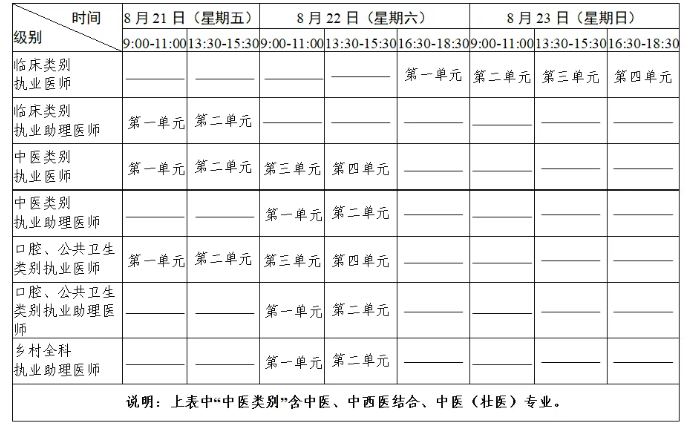 时间
级别
8月21日（星期五） 8月22日（星期六） 8月23日（星期日）
9:00-11:00 13:30-15:30 9:00-11:00 13:30-15:30 16:30-18:30 9:00-11:00 13:30-15:30 16:30-18:30
临床类别
执业医师
第一单元 第二单元 第三单元 第四单元
临床类别
执业助理医师
第一单元 第二单元
中医类别
执业医师
第一单元 第二单元 第三单元 第四单元
中医类别
执业助理医师
第一单元 第二单元
口腔、公共卫生
类别执业医师
第一单元 第二单元 第三单元 第四单元
口腔、公共卫生
类别执业助理医
师
第一单元 第二单元
乡村全科
执业助理医师
第一单元 第二单元
说明：上表中“中医类别”含中医、中西医结合、中医（壮医）专业。